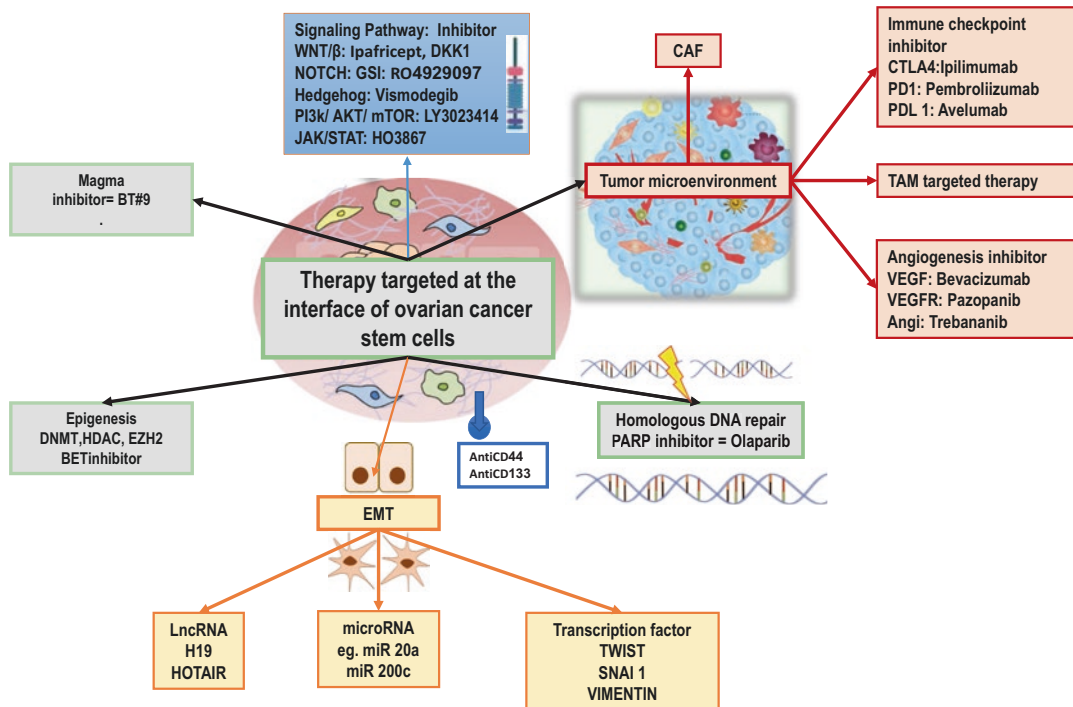 Signaling Pathway: Inhibitor
WNT/β: Ipafricept, DKK1
NOTCH: GSI: RO4929097
Hedgehog: Vismodegib
PI3k/ AKT/ mTOR: LY3023414
JAK/STAT: HO3867
CAF
Immune checkpoint
inhibitor
CTLA4:Ipilimumab
PD1: Pembroliizumab
PDL 1: Avelumab
Magma
inhibitor= BT#9
.
Tumor microenvironment
TAM targeted therapy
Therapy targeted at the
interface of ovarian cancer
stem cells
Angiogenesis inhibitor
VEGF: Bevacizumab
VEGFR: Pazopanib
Angi: Trebananib
Epigenesis
DNMT,HDAC, EZH2
BETinhibitor
AntiCD44
AntiCD133
Homologous DNA repair
PARP inhibitor = Olaparib
EMT
LncRNA
H19
HOTAIR
microRNA
eg. miR 20a
miR 200c
Transcription factor
TWIST
SNAI 1
VIMENTIN